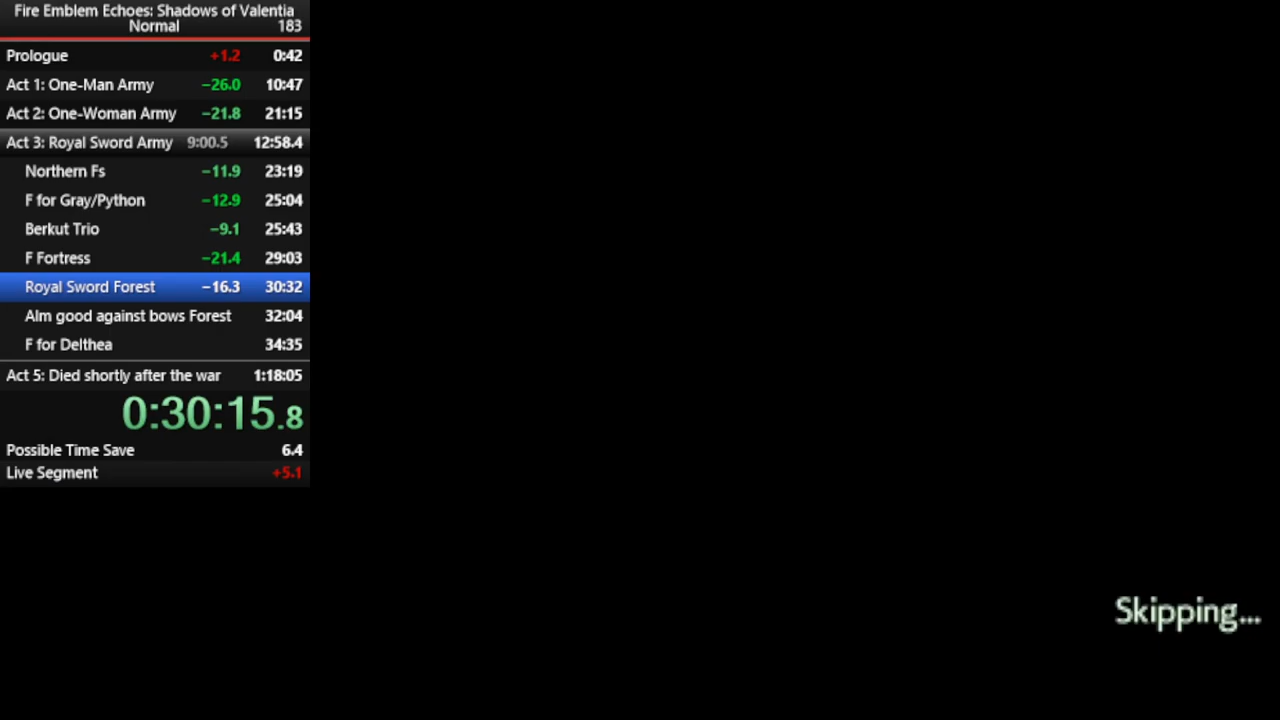 Fire Emblem Echoes: Shadows of Valentia
Normal 183
Prologue +1.2 0:42
Act 1: One-Man Army −26.0 10:47
Act 2: One-Woman Army −21.8 21:15
Act 3: Royal Sword Army 9:00.5 12:58.4
Northern Fs −11.9 23:19
F for Gray/Python −12.9 25:04
Berkut Trio −9.1 25:43
F Fortress −21.4 29:03
Royal Sword Forest −16.3 30:32
Alm good against bows Forest 32:04
F for Delthea 34:35
Act 5: Died shortly after the war 1:18:05
0:30:15.8
Possible Time Save 6.4
Live Segment +5.1
Skipping...